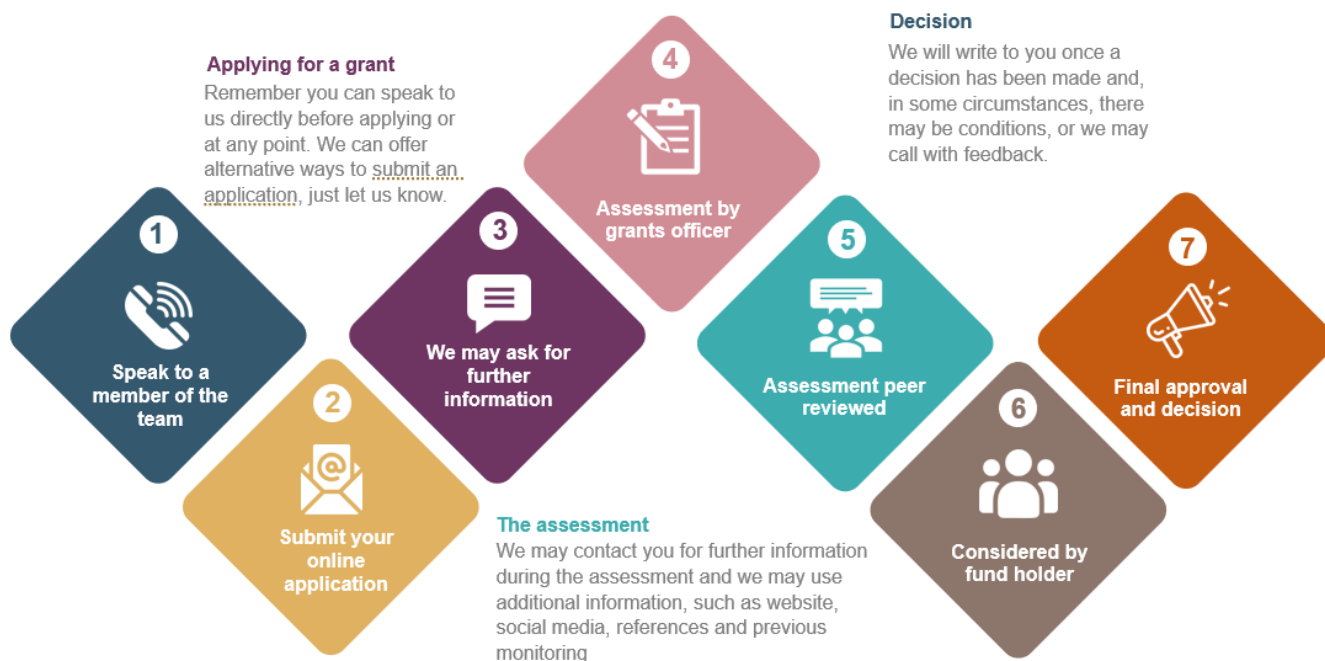 Applying for a grant
Remember you can speak to
us directly before applying or
at any point. We can offer
alternative ways to submit an
application, just let us know.
Decision
We will write to you once a
decision has been made and,
in some circumstances, there
may be conditions, or we may
call with feedback.
1
Speak to a
member of the
team
2
Submit your
online
application
3
We may ask for
further
information
4
Assessment by
grants officer
5
Assessment peer
reviewed
6
Considered by
fund holder
7
Final approval
and decision
The assessment
We may contact you for further information
during the assessment and we may use
additional information, such as website,
social media, references and previous
monitoring